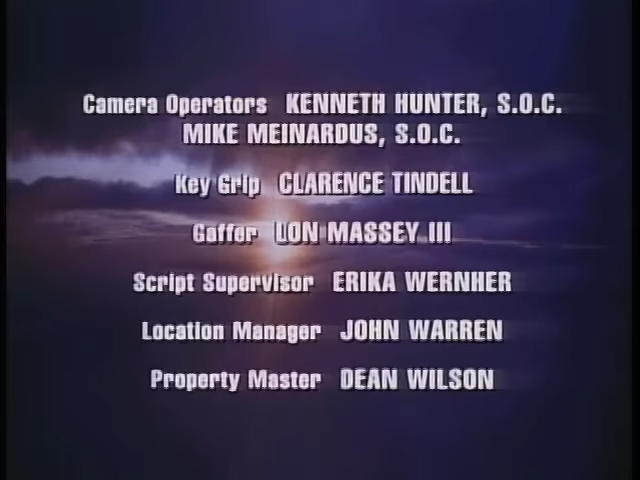 Camera Operators KENNETH HUNTER, S.O.C.
MIKE MEINARDUS, S.O.C.
Key Grip CLARENCE TINDELL
Gaffer LON MASSEY III
Script Supervisor ERIKA WERNHER
Location Manager JOHN WARREN
Property Master DEAN WILSON